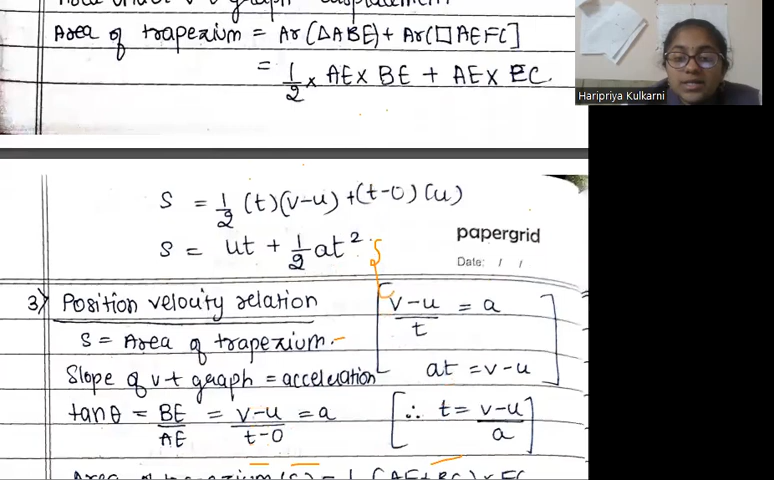 Area of trapezium = Ar(△ABE) + Ar(□ AEFC]
= 1/2 × AE × BE + AE × EC
Haripriya Kulkarni
S = 1/2 (t)(v-u) + (t-0) (u)
S = ut + 1/2 at²
papergrid
Date: / /
3) Position velocity relation
[v-u/t = a
S = Area of trapezium
Slope of v t graph = acceleration
at = v-u]
tanθ = BE/AE = v-u/t-0 = a
[∴ t = v-u/a]